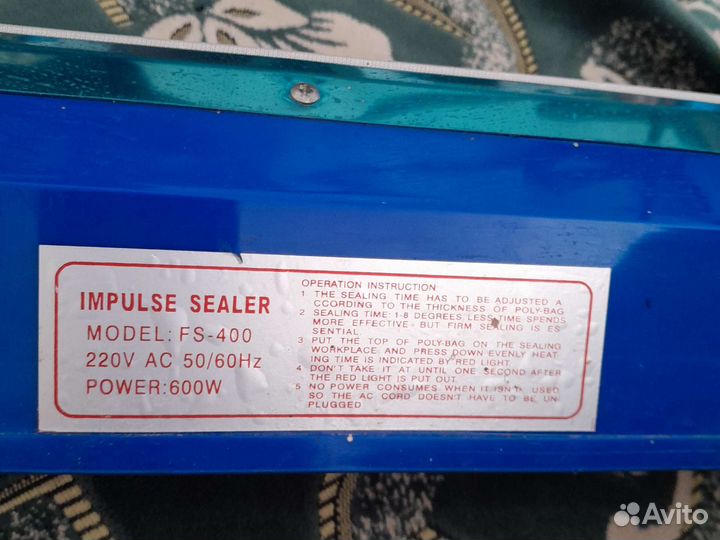 IMPULSE SEALER
MODEL: FS-400
220V AC 50/60Hz
POWER:600W
OPERATION INSTRUCTION
1 THE SEALING TIME HAS TO BE ADJUSTED A
CCORDING TO THE THICKNESS OF POLY-BAG
2 SEALING TIME: 1-8 DEGREES LESS TIME SPENDS
MORE EFFECTIVE BUT FIRM SEALING IS ES
SENTIAL.
3 PUT THE TOP OF POLY-BAG ON THE SEALING
WORKPLACE AND PRESS DOWN EVENLY HEAT
ING TIME IS INDICATED BY RED LIGHT.
4 DON'T TAKE IT AT UNTIL ONE SECOND AFTER
THE RED LIGHT IS PUT OUT.
5 NO POWER CONSUMES WHEN IT ISN'T USED
SO THE AC CORD DOESN'T HAVE TO BE UN-
PLUGGED
Avito